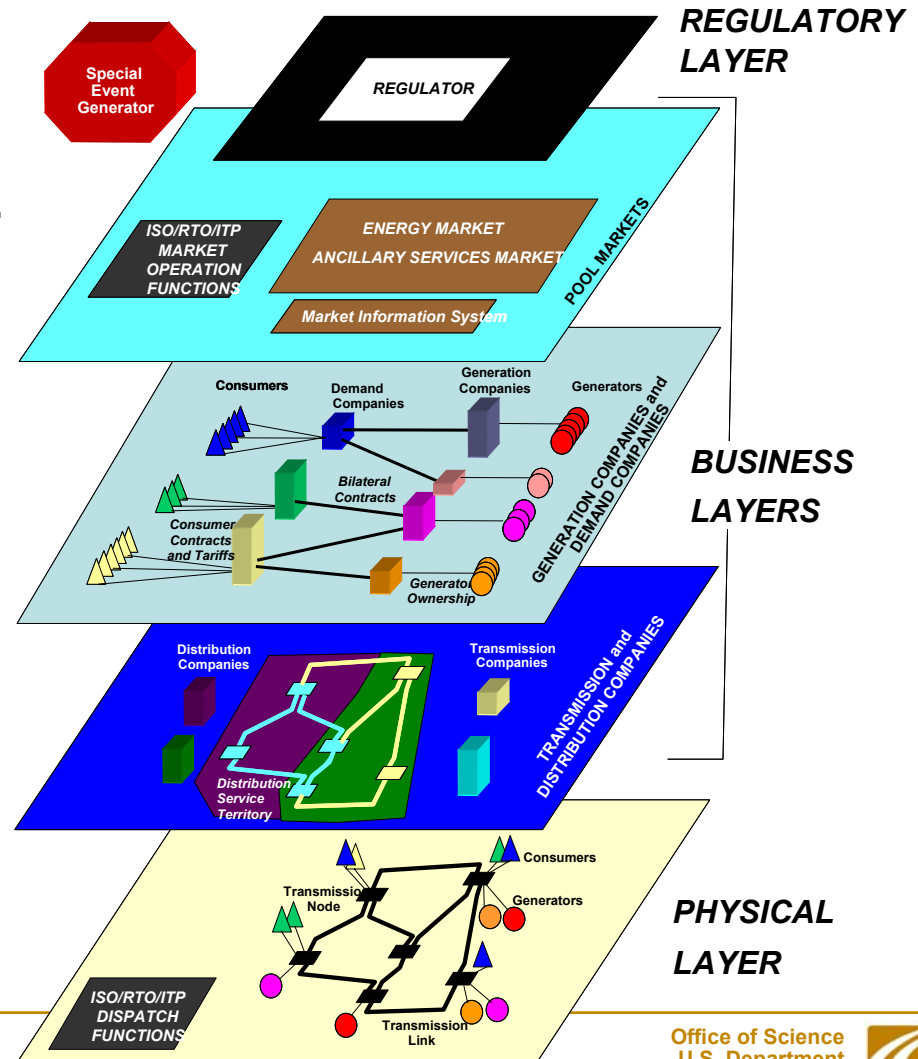 REGULATORY
LAYER
Special
Event
Generator
REGULATOR
ISO/RTO/ITP
MARKET
OPERATION
FUNCTIONS
ENERGY MARKET
ANCILLARY SERVICES MARKET
Market Information System
POOL MARKETS
Consumers
Demand
Companies
Generation
Companies
Generators
Bilateral
Contracts
Consumer
Contracts
and Tariffs
Generator
Ownership
GENERATION COMPANIES and
DEMAND COMPANIES
BUSINESS
LAYERS
Distribution
Companies
Transmission
Companies
Distribution
Service
Territory
TRANSMISSION and
DISTRIBUTION COMPANIES
Consumers
Transmission
Node
Generators
PHYSICAL
LAYER
ISO/RTO/ITP
DISPATCH
FUNCTIONS
Transmission
Link
Office of Science
U.S. Department